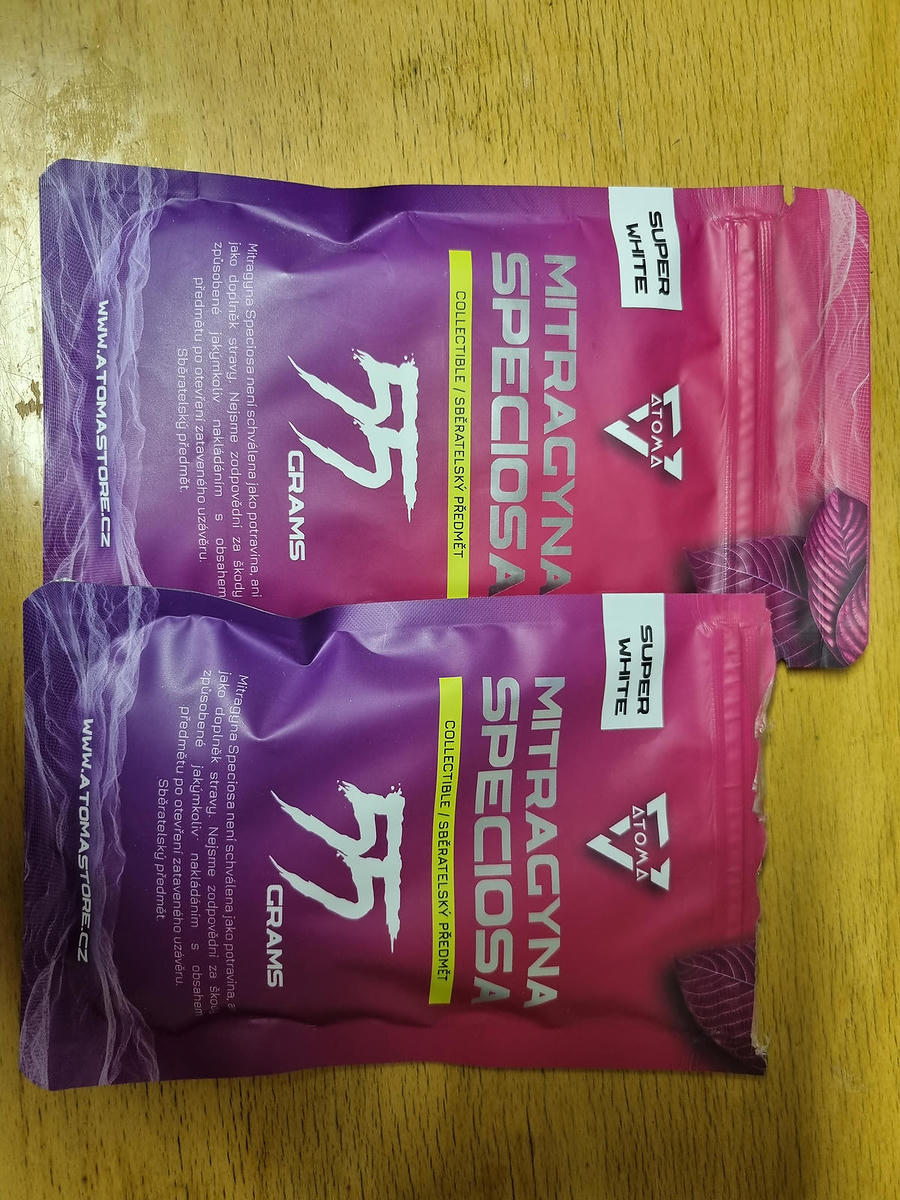 SUPER
WHITE
ATOMA
MITRAGYNA
SPECIOSA
COLLECTIBLE / SBĚRATELSKÝ PŘEDMĚT
55
GRAMS
Mitragyna Speciosa není schválena jako potravina, ani
jako doplněk stravy. Nejsme zodpovědni za škody
způsobené jakýmkoliv nakládáním s obsahem
předmětu po otevření zataveného uzávěru.
Sběratelský předmět.
WWW.ATOMASTORE.CZ
SUPER
WHITE
ATOMA
MITRAGYNA
SPECIOSA
COLLECTIBLE / SBĚRATELSKÝ PŘEDMĚT
55
GRAMS
Mitragyna Speciosa není schválena jako potravina, a
jako doplněk stravy. Nejsme zodpovědni za škod
způsobené jakýmkoliv nakládáním s obsahem
předmětu po otevření zataveného uzávěru.
Sběratelský předmět.
WWW.ATOMASTORE.CZ